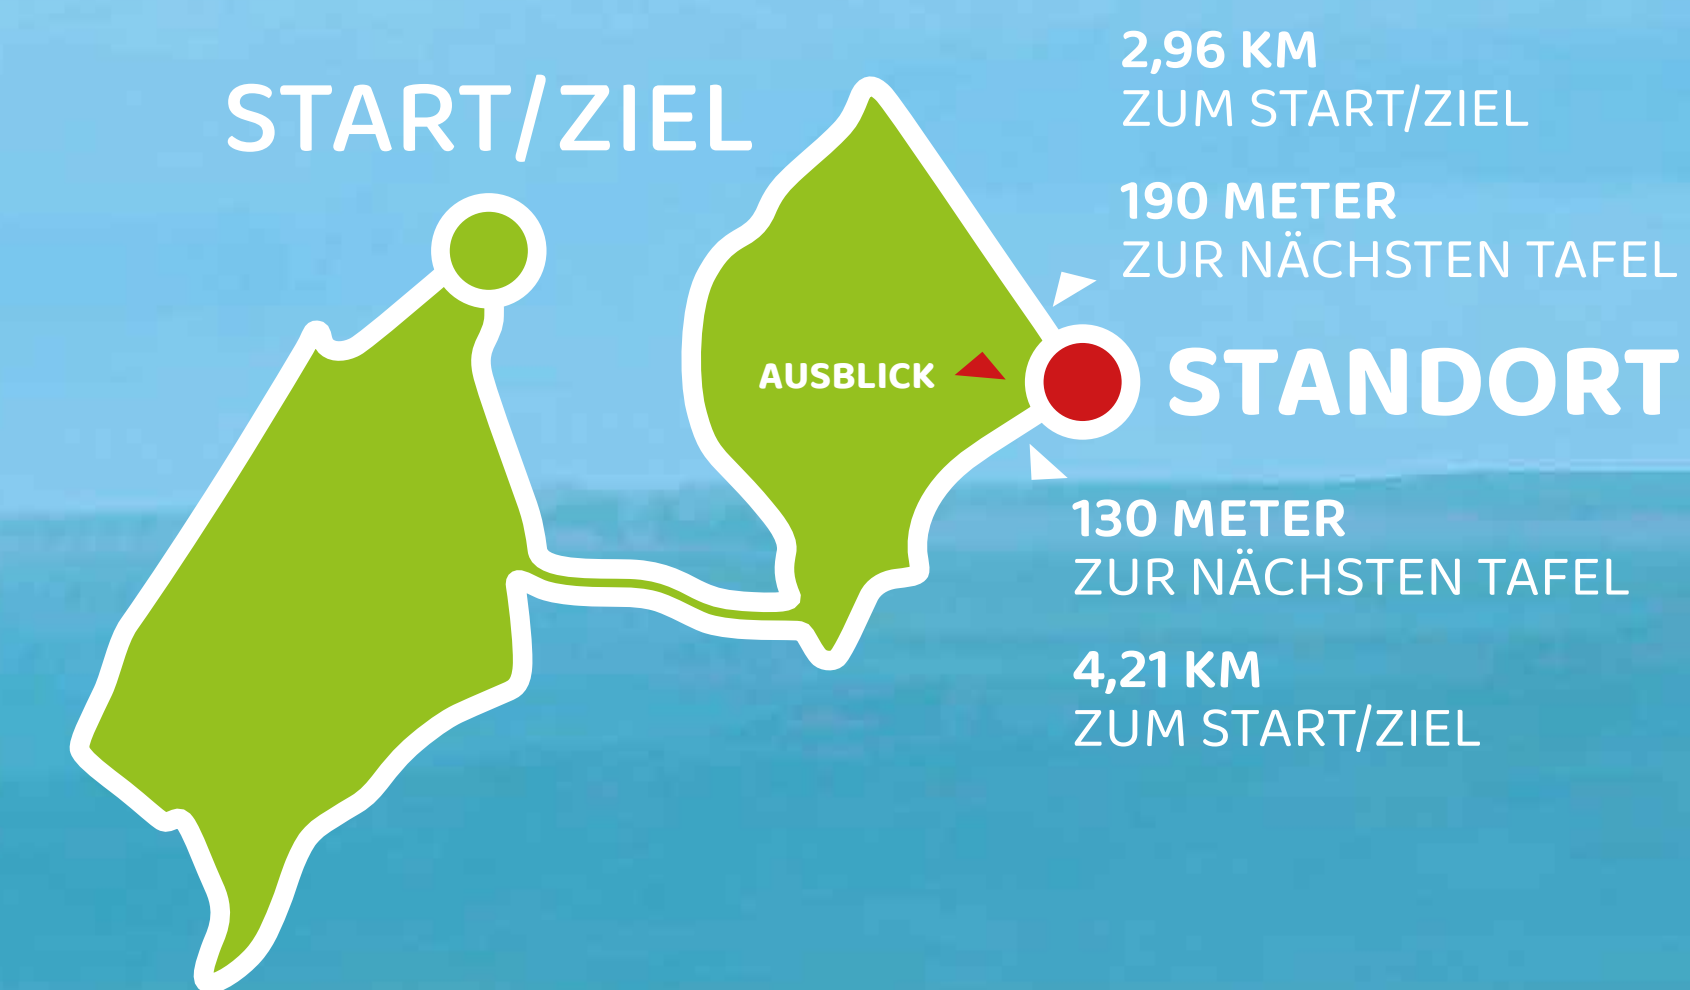 START/ZIEL
2,96 KM
ZUM START/ZIEL
190 METER
ZUR NÄCHSTEN TAFEL
AUSBLICK
STANDORT
130 METER
ZUR NÄCHSTEN TAFEL
4,21 KM
ZUM START/ZIEL